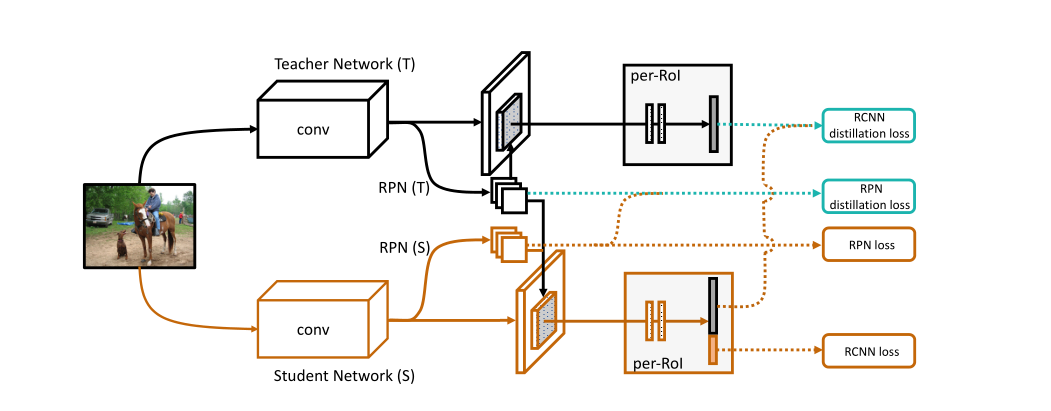 Teacher Network (T)
per-RoI
conv
RCNN
distillation loss
RPN (T)
RPN
distillation loss
RPN (S)
RPN loss
conv
per-RoI
RCNN loss
Student Network (S)